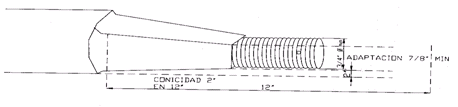 ADAPTACION 7/8" MIN
CONICIDAD 2"
EN 12"
12"